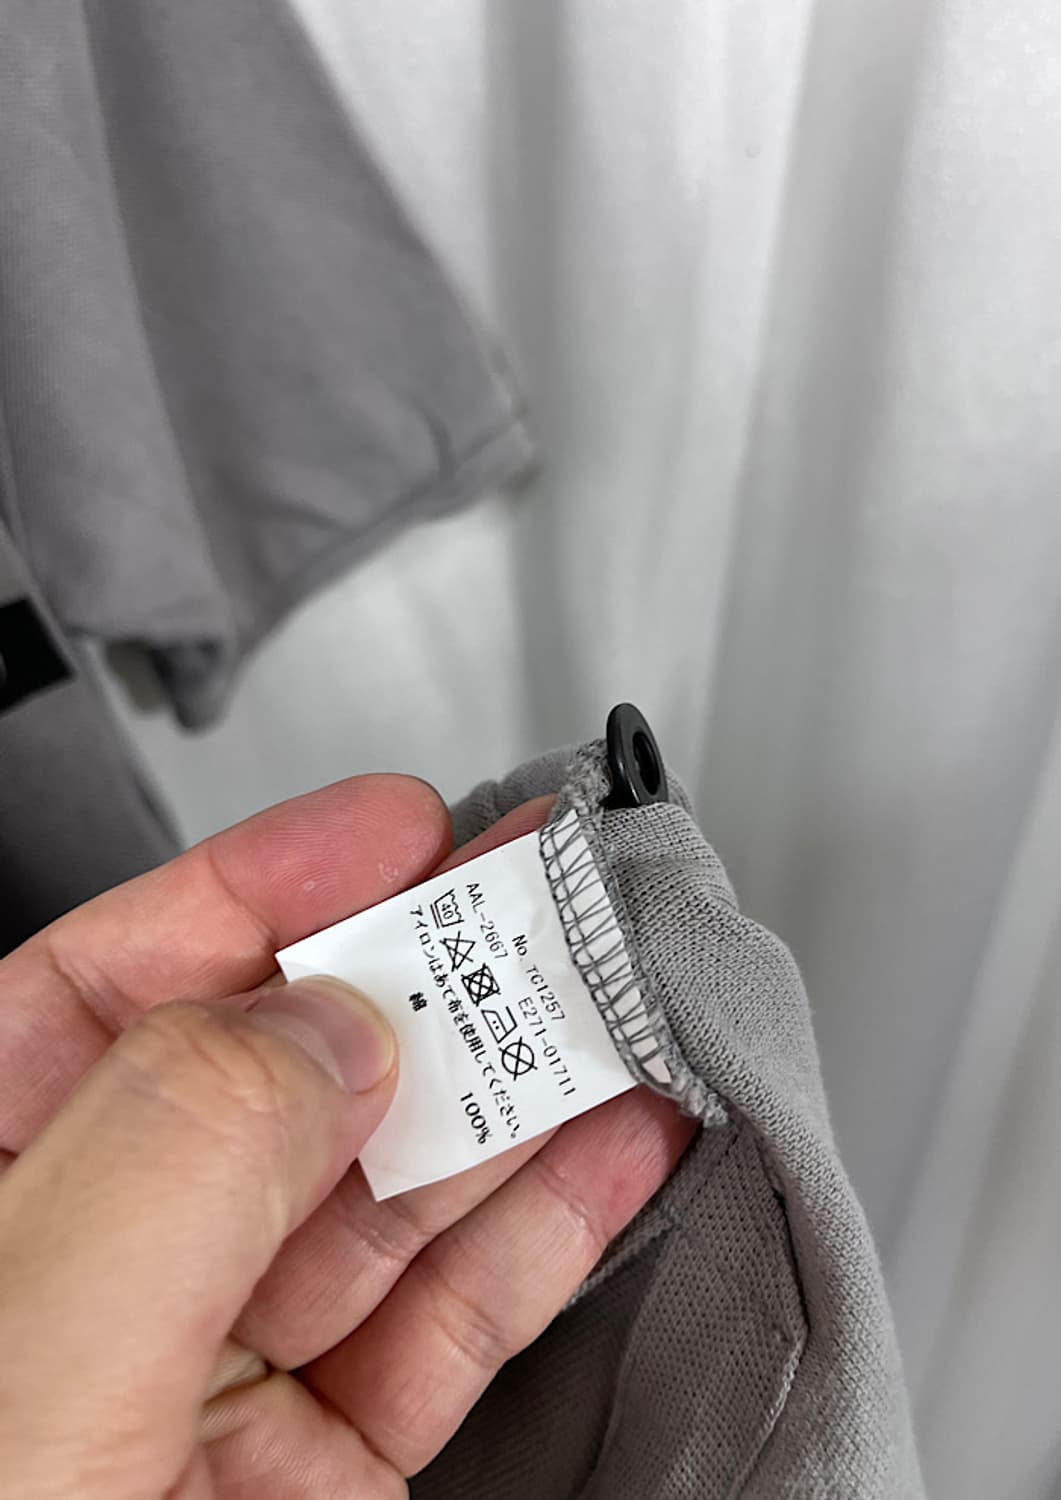 No. TC1257
AAL-2667 E271-01711
40
アイロンはあて布を使用してください。
綿 100%